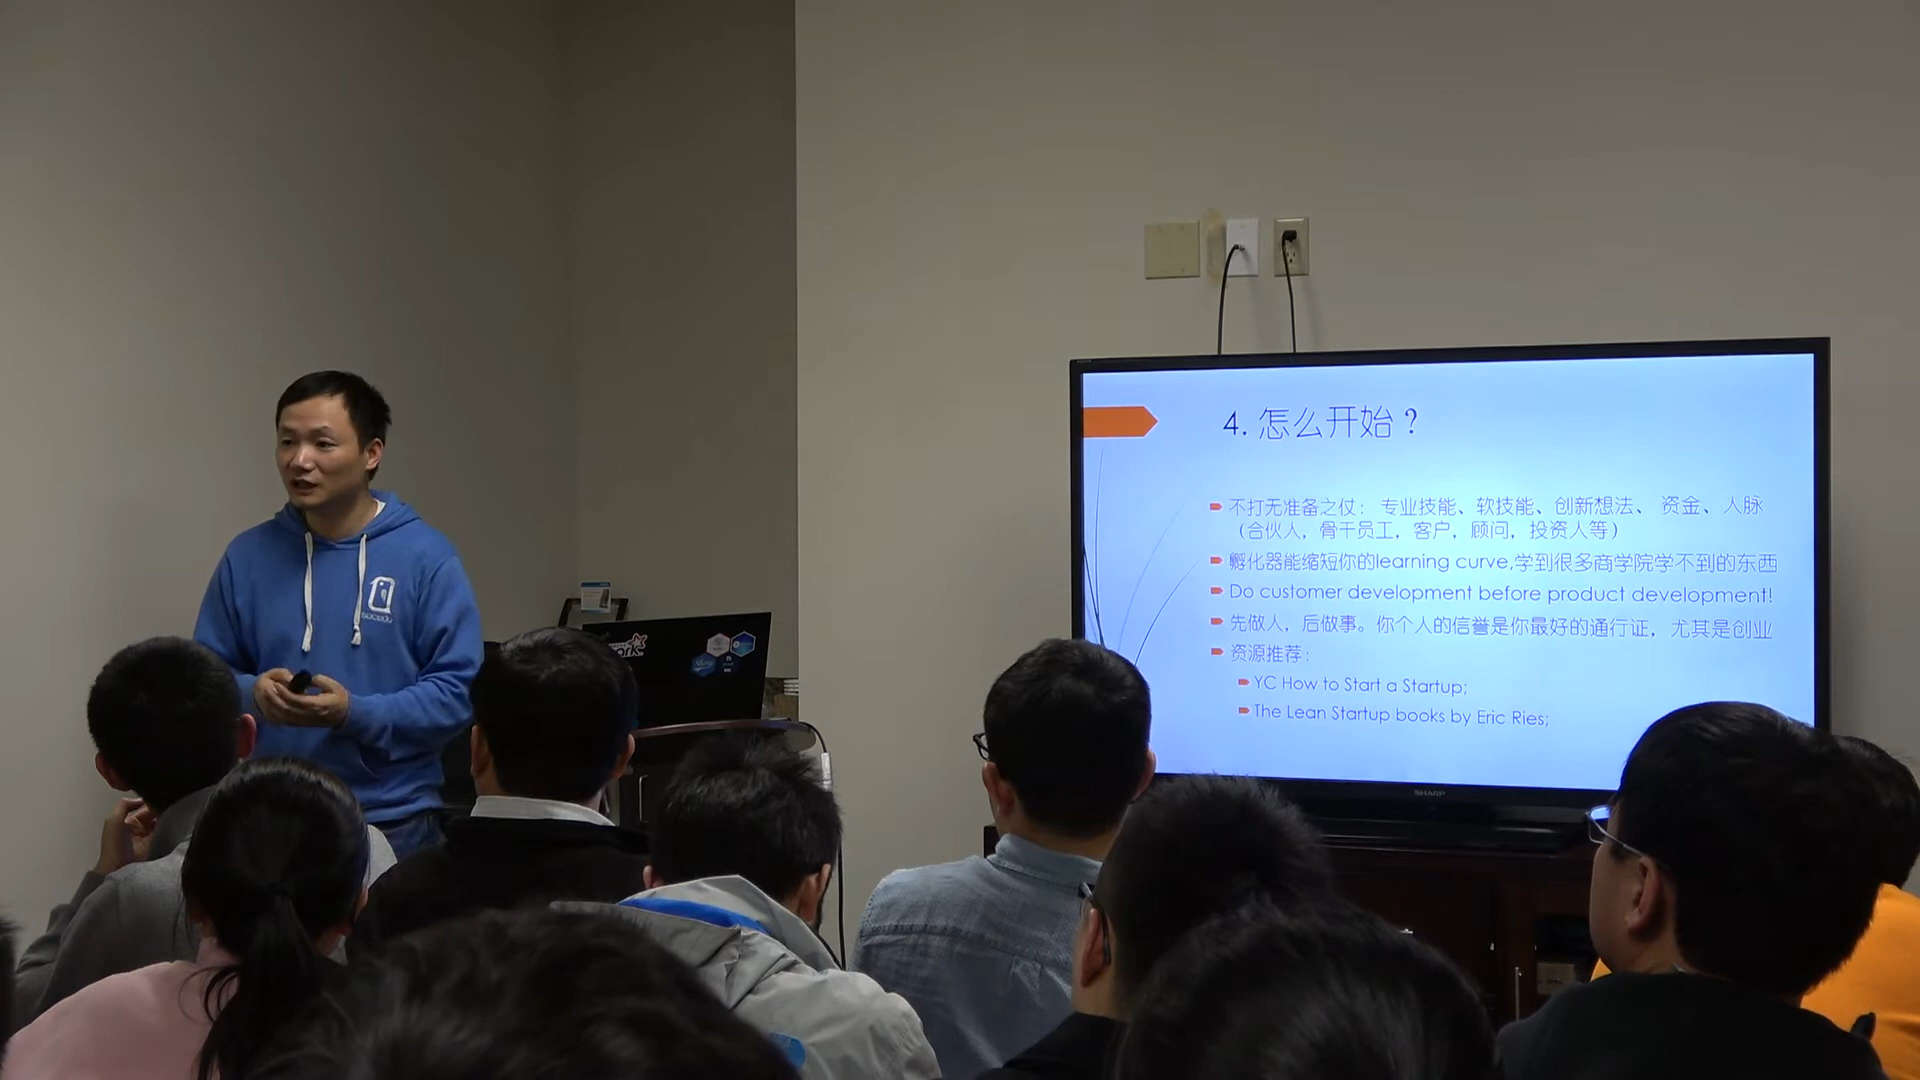 4. 怎么开始？
不打无准备之仗： 专业技能、软技能、创新想法、 资金、人脉
（合伙人，骨干员工，客户，顾问，投资人等）
孵化器能缩短你的learning curve,学到很多商学院学不到的东西
Do customer development before product development!
先做人，后做事。你个人的信誉是你最好的通行证，尤其是创业
资源推荐：
YC How to Start a Startup;
The Lean Startup books by Eric Ries;
SHARP